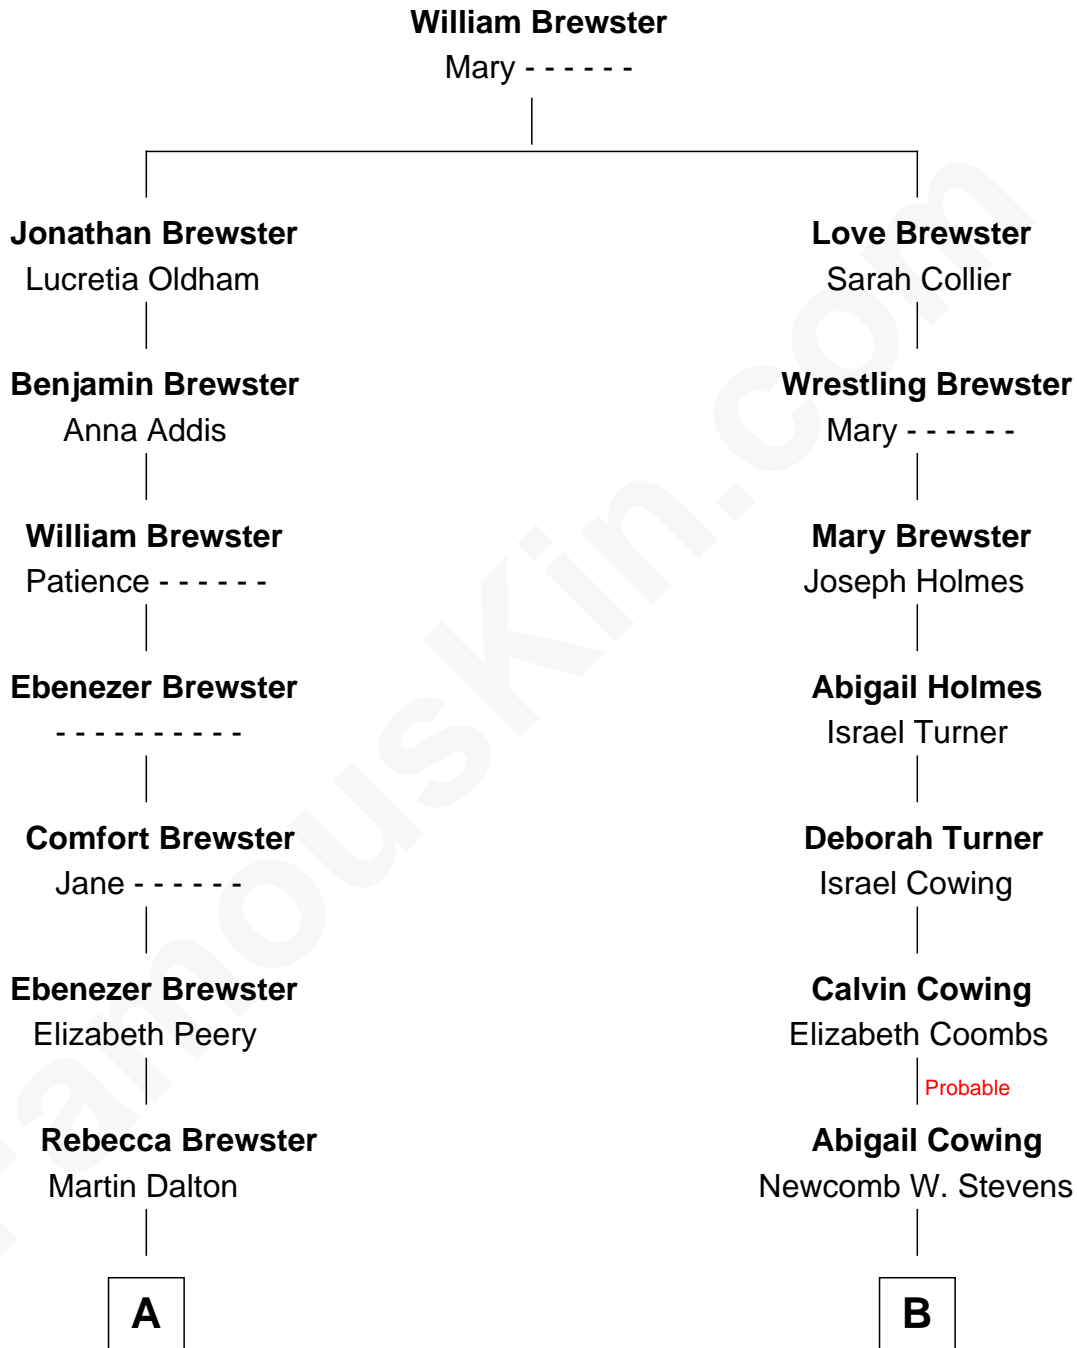 William Brewster
Mary - - - - - -
Jonathan Brewster
Lucretia Oldham
Love Brewster
Sarah Collier
Benjamin Brewster
Anna Addis
Wrestling Brewster
Mary - - - - - -
William Brewster
Patience - - - - - -
Mary Brewster
Joseph Holmes
Ebenezer Brewster
- - - - - - - - - -
Abigail Holmes
Israel Turner
Comfort Brewster
Jane - - - - - -
Deborah Turner
Israel Cowing
Ebenezer Brewster
Elizabeth Peery
Calvin Cowing
Elizabeth Coombs
Probable
Rebecca Brewster
Martin Dalton
Abigail Cowing
Newcomb W. Stevens
A
B
FamousKin.com